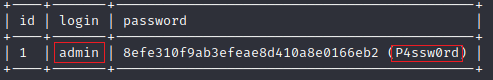 id | login | password
1 | admin | 8efe310f9ab3efeae8d410a8e0166eb2 (P4ssw0rd)